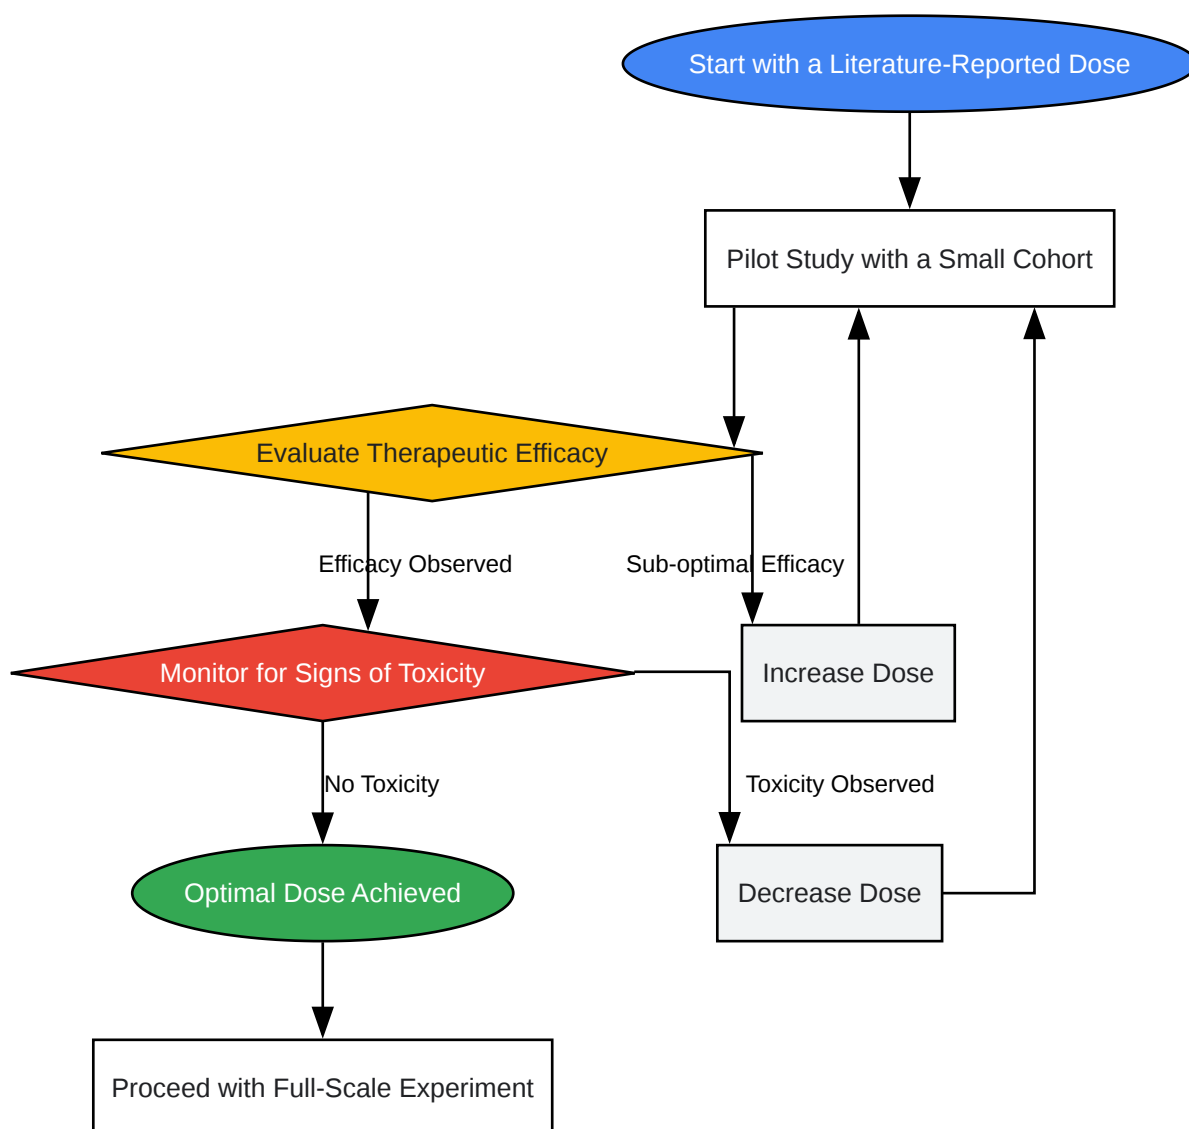 Start with a Literature-Reported Dose
Pilot Study with a Small Cohort
Evaluate Therapeutic Efficacy
Efficacy Observed
Sub-optimal Efficacy
Monitor for Signs of Toxicity
Increase Dose
No Toxicity
Toxicity Observed
Optimal Dose Achieved
Decrease Dose
Proceed with Full-Scale Experiment